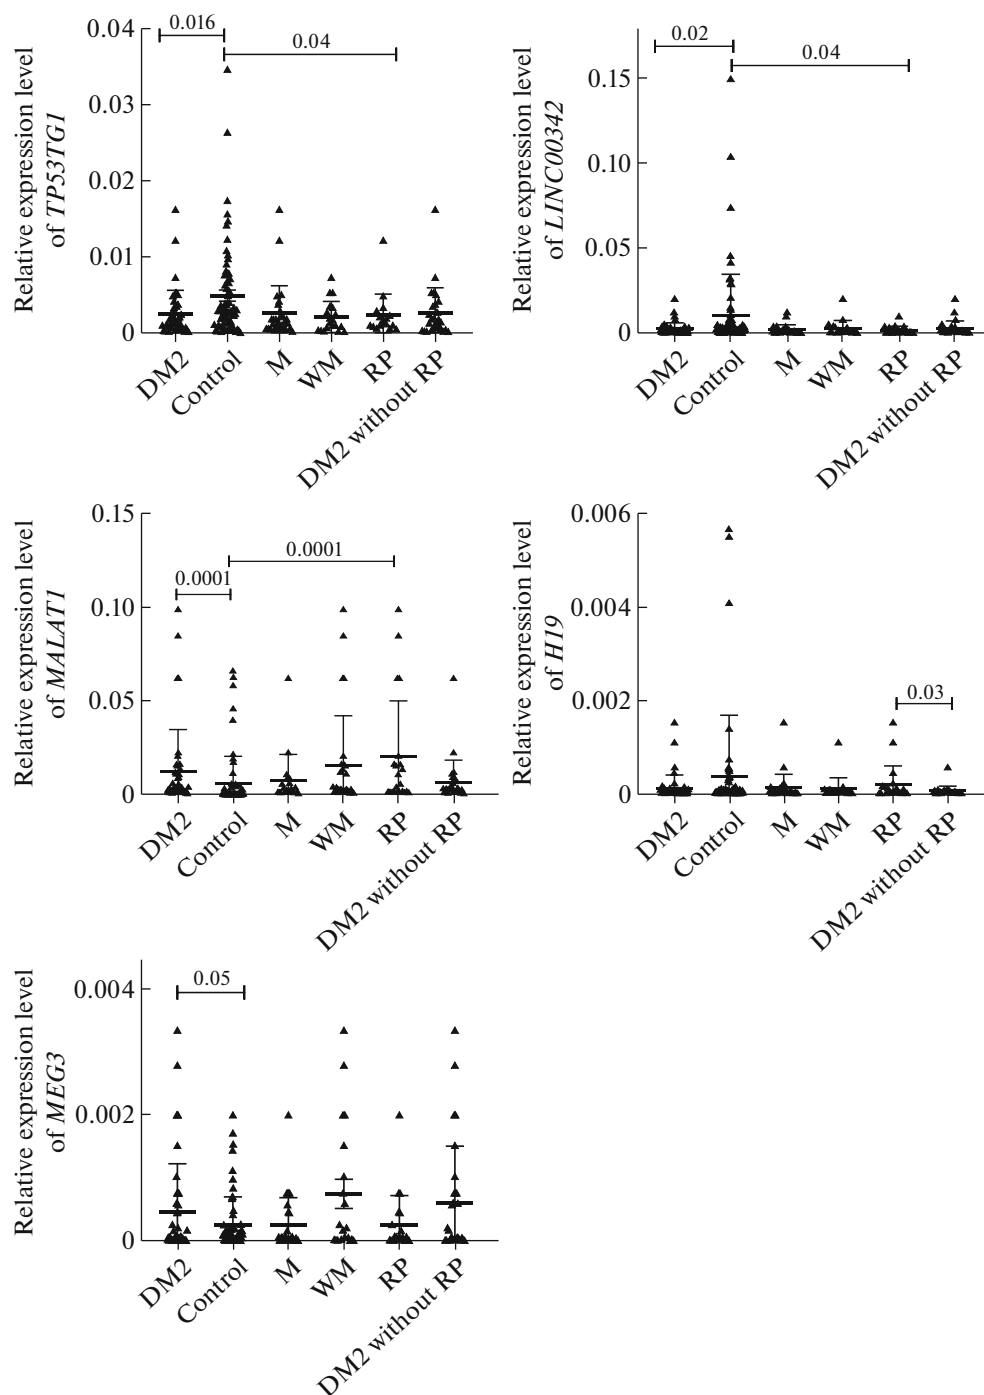 Relative expression level
of TP53TG1
0.04
0.03
0.02
0.01
0
0.016
0.04
DM2
Control
M
WM
RP
DM2 without RP
Relative expression level
of LINC00342
0.15
0.10
0.05
0
0.02
0.04
DM2
Control
M
WM
RP
DM2 without RP
Relative expression level
of MALAT1
0.15
0.10
0.05
0
0.0001
0.0001
DM2
Control
M
WM
RP
DM2 without RP
Relative expression level
of H19
0.006
0.004
0.002
0
0.03
DM2
Control
M
WM
RP
DM2 without RP
Relative expression level
of MEG3
0.004
0.002
0
0.05
DM2
Control
M
WM
RP
DM2 without RP